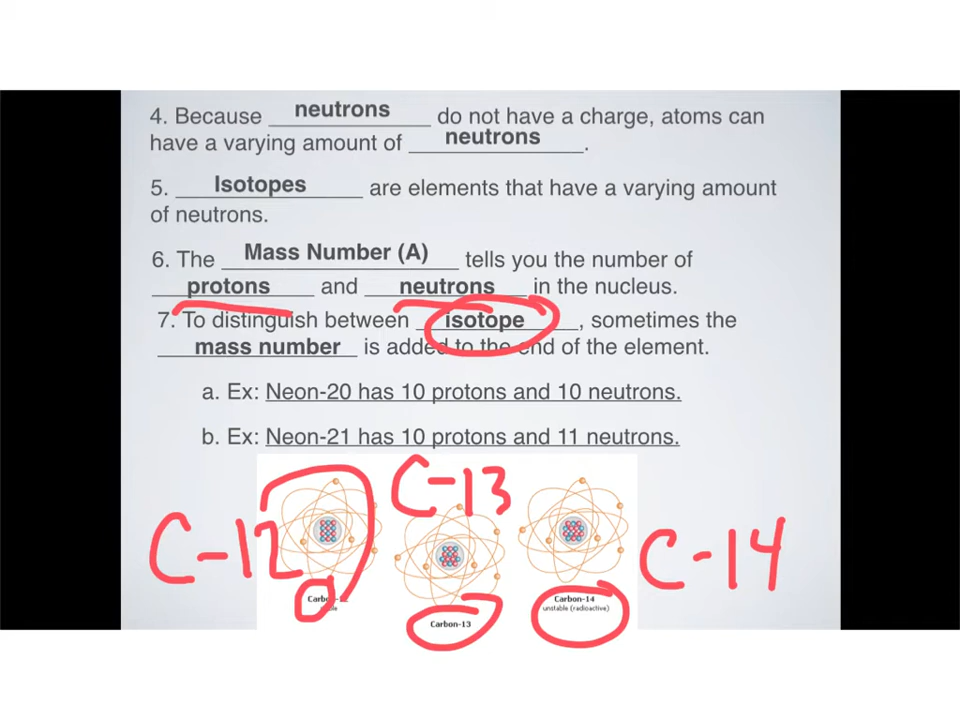 4. Because neutrons do not have a charge, atoms can
have a varying amount of neutrons.
5. Isotopes are elements that have a varying amount
of neutrons.
6. The Mass Number (A) tells you the number of
protons and neutrons in the nucleus.
7. To distinguish between isotope, sometimes the
mass number is added to the end of the element.
a. Ex: Neon-20 has 10 protons and 10 neutrons.
b. Ex: Neon-21 has 10 protons and 11 neutrons.
C-12
C-13
C-14
Carbon-13
Carbon-14
unstable (radioactive)